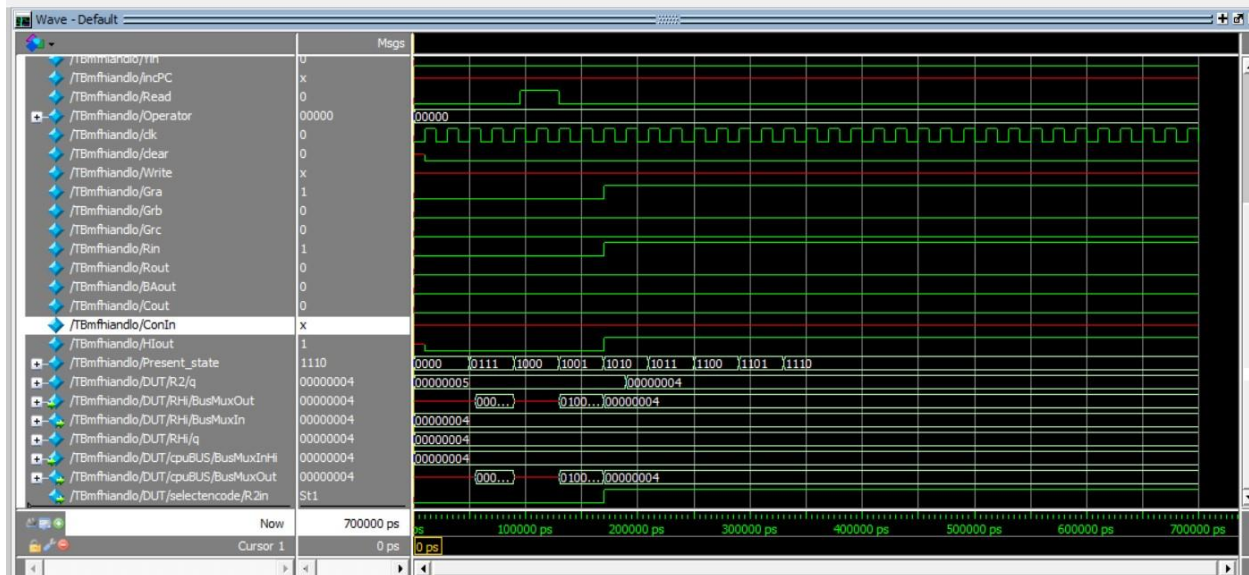 Wave - Default
Msgs
/TBmfhiandlo/Yin 0
/TBmfhiandlo/incPC x
/TBmfhiandlo/Read 0
/TBmfhiandlo/Operator 00000 00000
/TBmfhiandlo/clk 0
/TBmfhiandlo/clear 0
/TBmfhiandlo/Write x
/TBmfhiandlo/Gra 1
/TBmfhiandlo/Grb 0
/TBmfhiandlo/Grc 0
/TBmfhiandlo/Rin 1
/TBmfhiandlo/Rout 0
/TBmfhiandlo/BAout 0
/TBmfhiandlo/Cout 0
/TBmfhiandlo/ConIn x
/TBmfhiandlo/HIout 1
/TBmfhiandlo/Present_state 1110 0000 0111 1000 1001 1010 1011 1100 1101 1110
/TBmfhiandlo/DUT/R2/q 00000004 00000005 00000004
/TBmfhiandlo/DUT/RHi/BusMuxOut 00000004 000... 0100... 00000004
/TBmfhiandlo/DUT/RHi/BusMuxIn 00000004 00000004
/TBmfhiandlo/DUT/RHi/q 00000004 00000004
/TBmfhiandlo/DUT/cpuBUS/BusMuxInHi 00000004 00000004
/TBmfhiandlo/DUT/cpuBUS/BusMuxOut 00000004 000... 0100... 00000004
/TBmfhiandlo/DUT/selectencode/R2in St1
Now 700000 ps ps 100000 ps 200000 ps 300000 ps 400000 ps 500000 ps 600000 ps 700000 ps
Cursor 1 0 ps 0 ps